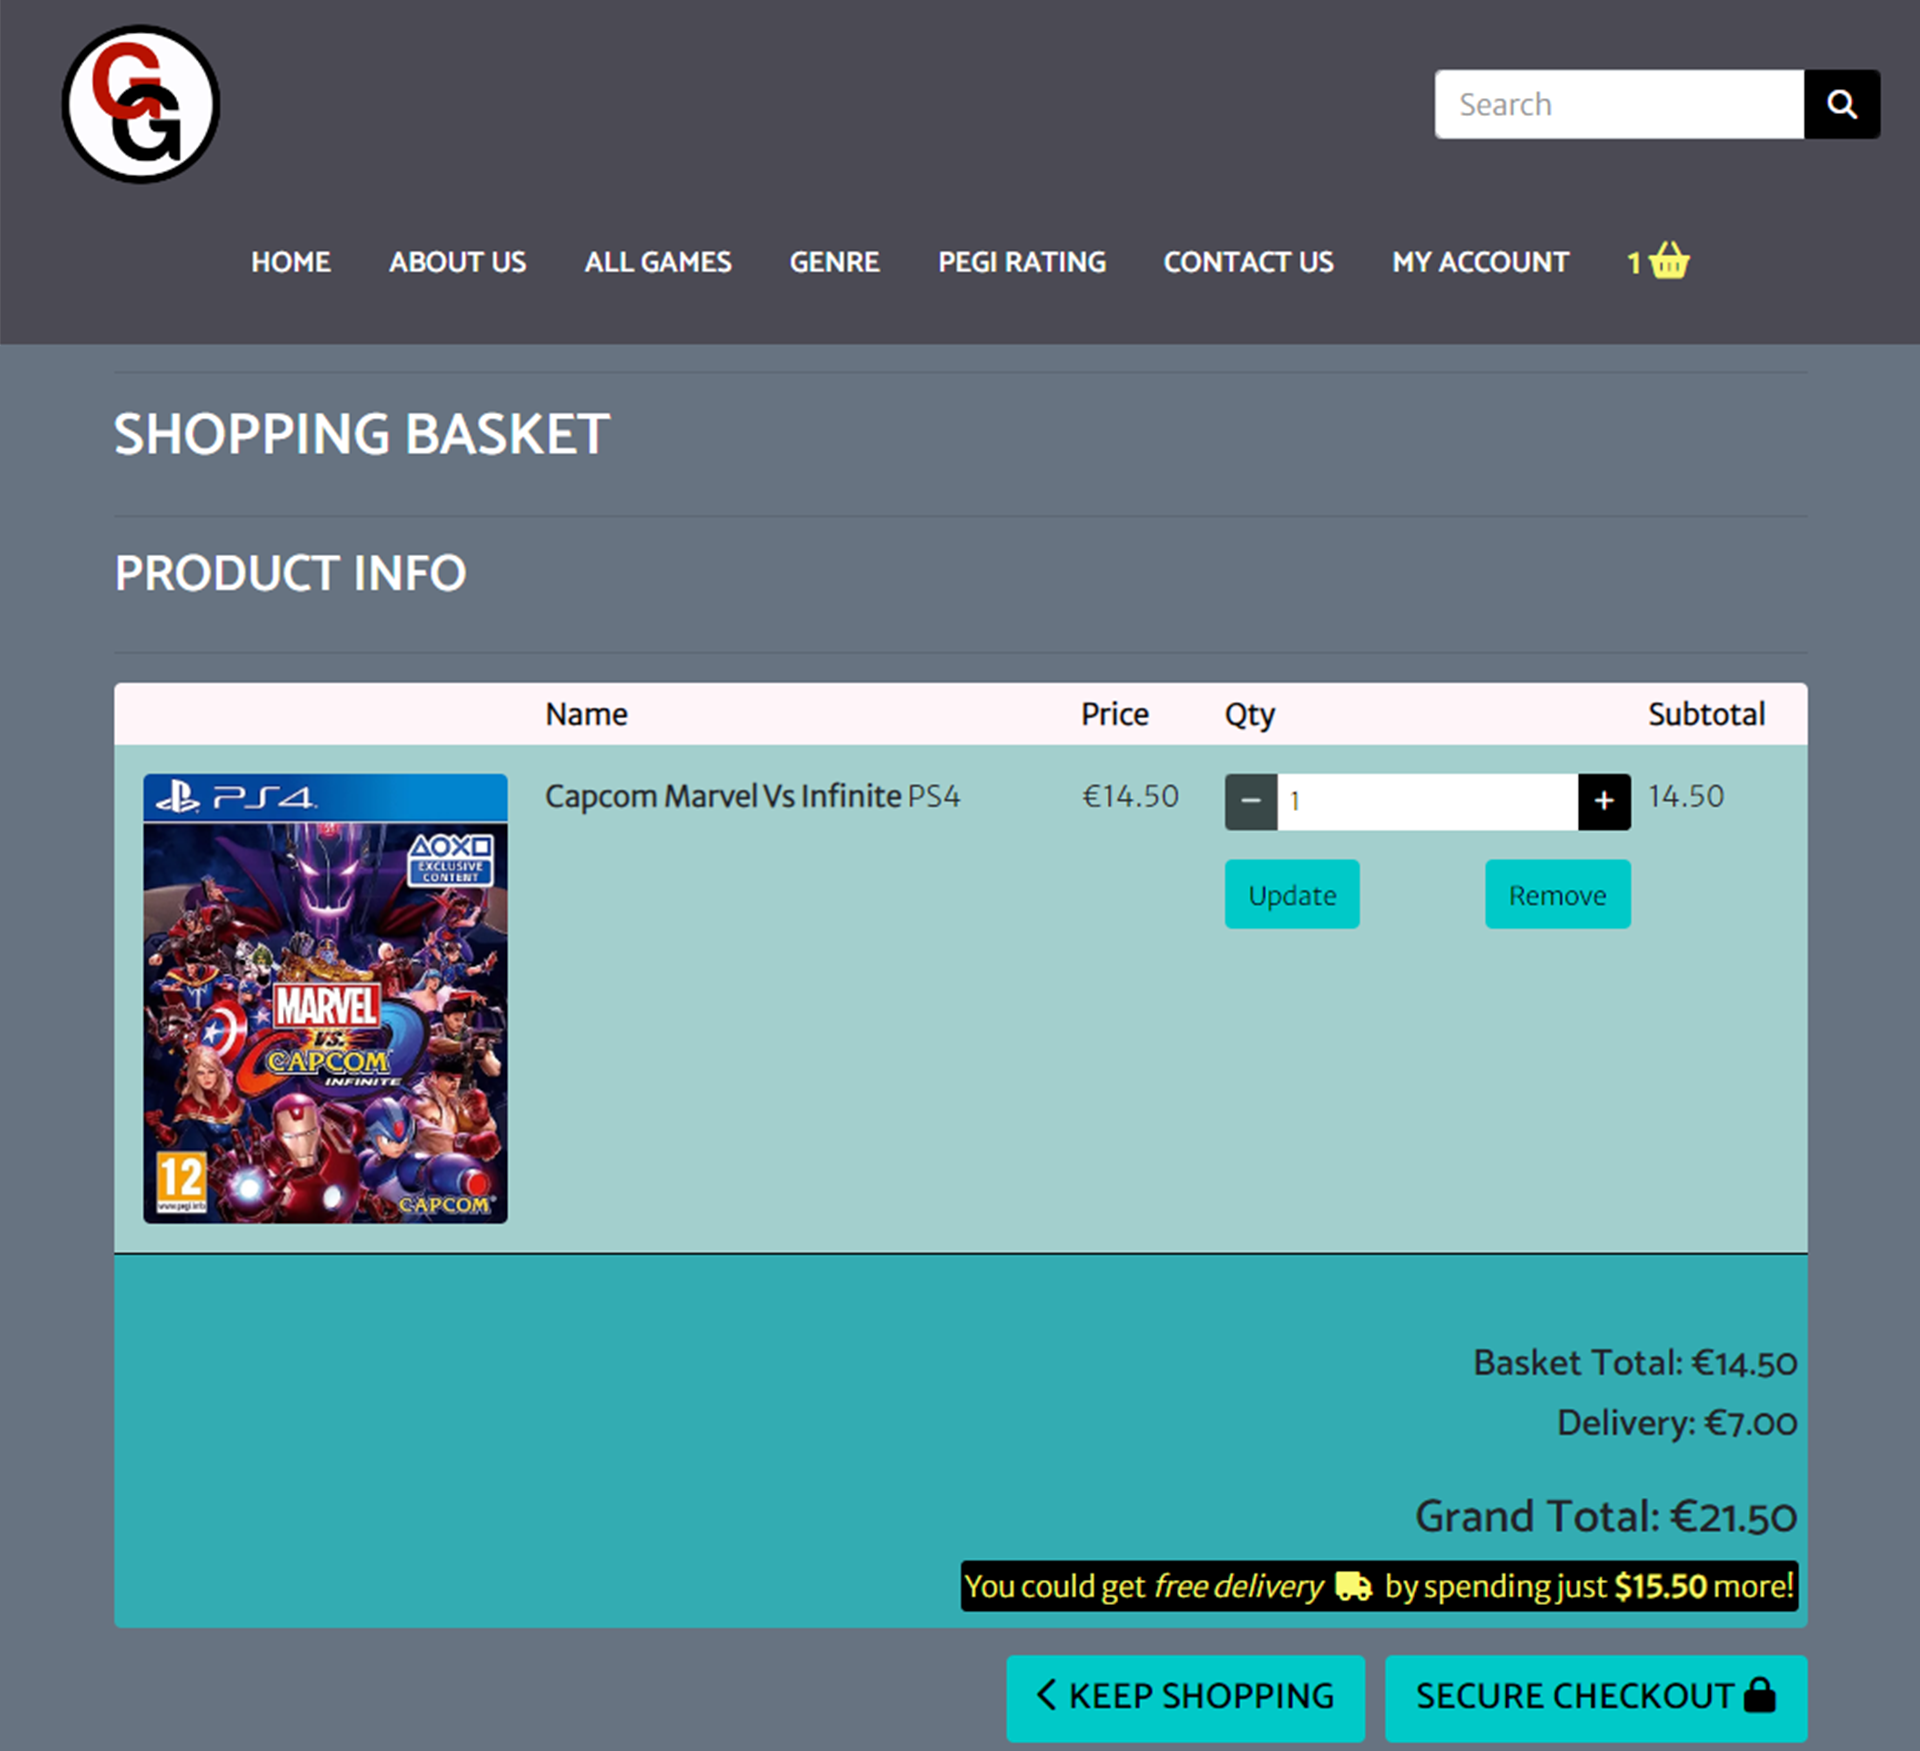 GG
Search
HOME ABOUT US ALL GAMES GENRE PEGI RATING CONTACT US MY ACCOUNT 1
SHOPPING BASKET
PRODUCT INFO
Name Price Qty Subtotal
Capcom Marvel Vs Infinite PS4 €14.50 − 1 + 14.50
Update Remove
PS4
EXCLUSIVE
CONTENT
MARVEL
VS.
CAPCOM
INFINITE
12
www.pegi.info
CAPCOM
Basket Total: €14.50
Delivery: €7.00
Grand Total: €21.50
You could get free delivery by spending just $15.50 more!
< KEEP SHOPPING SECURE CHECKOUT